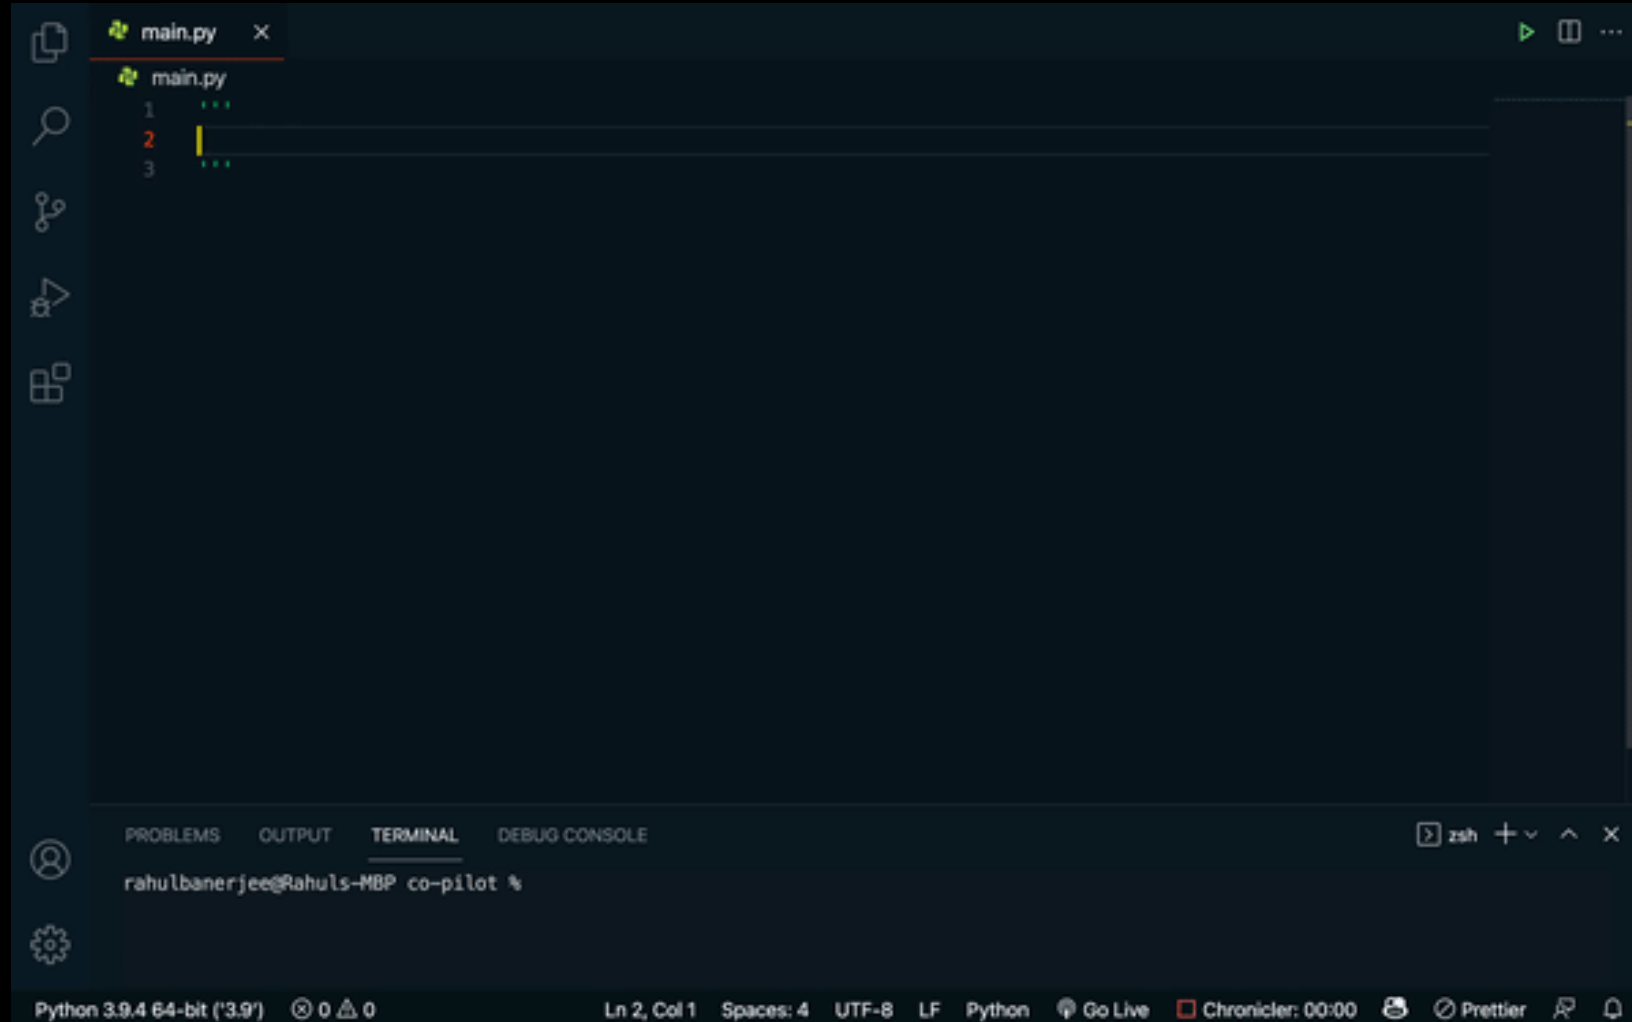 main.py
main.py
1 '''
2
3 '''
PROBLEMS OUTPUT TERMINAL DEBUG CONSOLE zsh
rahulbanerjee@Rahuls-MBP co-pilot %
Python 3.9.4 64-bit ('3.9') 0 0 Ln 2, Col 1 Spaces: 4 UTF-8 LF Python Go Live Chronicler: 00:00 Prettier